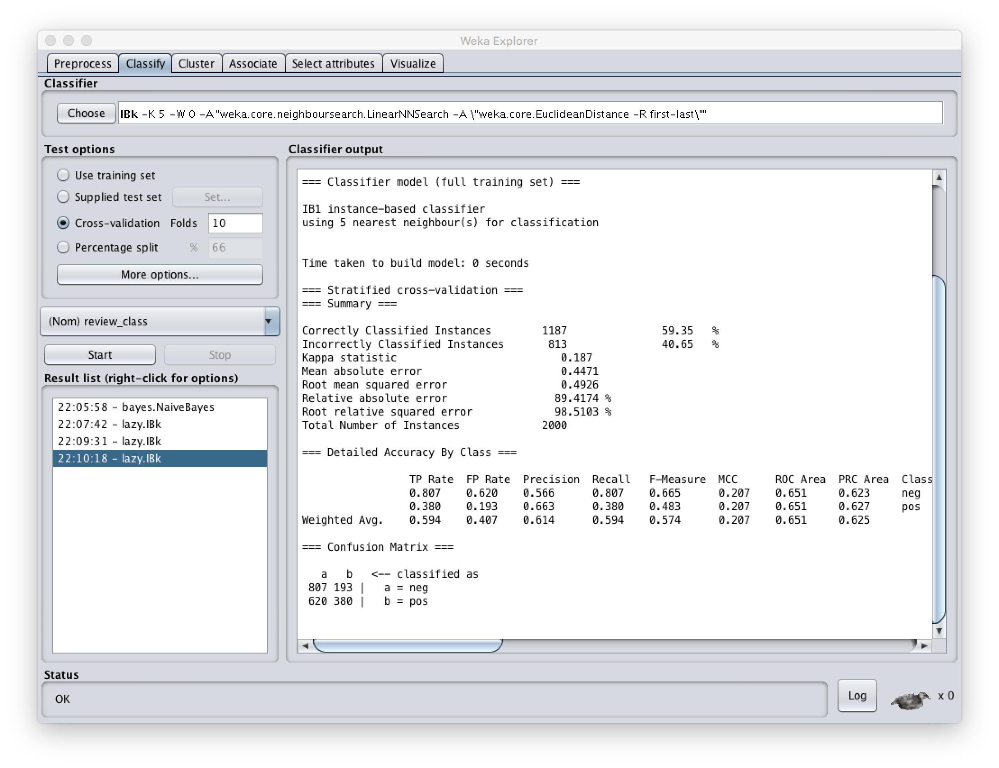 Weka Explorer
Preprocess Classify Cluster Associate Select attributes Visualize
Classifier
Choose IBk -K 5 -W 0 -A "weka.core.neighboursearch.LinearNNSearch -A \"weka.core.EuclideanDistance -R first-last\""
Test options
Use training set
Supplied test set Set...
Cross-validation Folds 10
Percentage split % 66
More options...
(Nom) review_class
Start Stop
Result list (right-click for options)
22:05:58 - bayes.NaiveBayes
22:07:42 - lazy.IBk
22:09:31 - lazy.IBk
22:10:18 - lazy.IBk
Classifier output
=== Classifier model (full training set) ===
IB1 instance-based classifier
using 5 nearest neighbour(s) for classification
Time taken to build model: 0 seconds
=== Stratified cross-validation ===
=== Summary ===
Correctly Classified Instances 1187 59.35 %
Incorrectly Classified Instances 813 40.65 %
Kappa statistic 0.187
Mean absolute error 0.4471
Root mean squared error 0.4926
Relative absolute error 89.4174 %
Root relative squared error 98.5103 %
Total Number of Instances 2000
=== Detailed Accuracy By Class ===
TP Rate FP Rate Precision Recall F-Measure MCC ROC Area PRC Area Class
0.807 0.620 0.566 0.807 0.665 0.207 0.651 0.623 neg
0.380 0.193 0.663 0.380 0.483 0.207 0.651 0.627 pos
Weighted Avg. 0.594 0.407 0.614 0.594 0.574 0.207 0.651 0.625
=== Confusion Matrix ===
a b <-- classified as
807 193 | a = neg
620 380 | b = pos
Status
OK
Log x 0